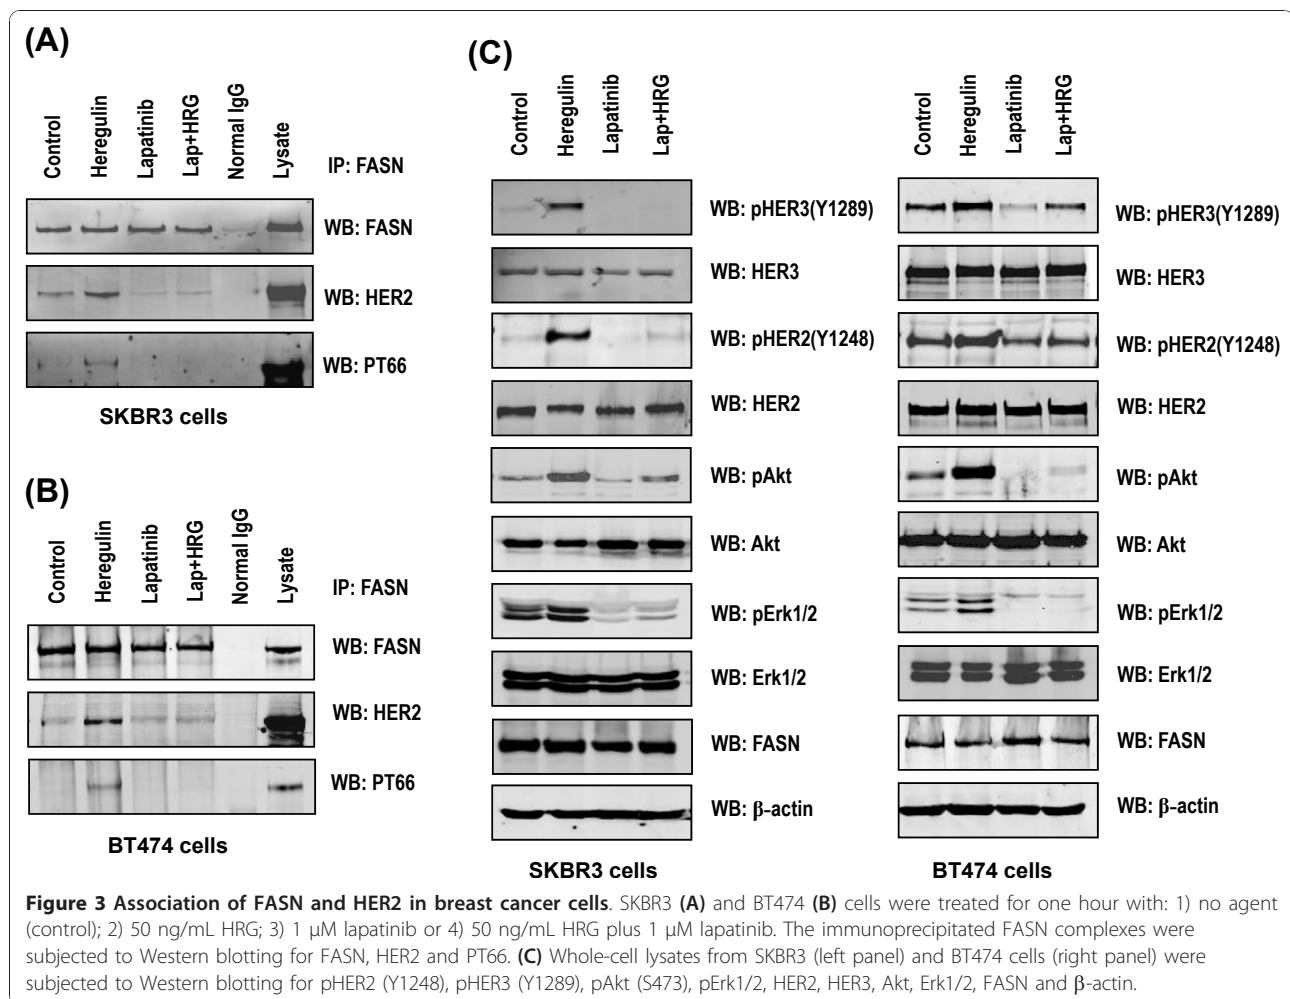 (A)
Control
Heregulin
Lapatinib
Lap+HRG
Normal IgG
Lysate
IP: FASN
WB: FASN
WB: HER2
WB: PT66
SKBR3 cells
(B)
Control
Heregulin
Lapatinib
Lap+HRG
Normal IgG
Lysate
IP: FASN
WB: FASN
WB: HER2
WB: PT66
BT474 cells
(C)
Control
Heregulin
Lapatinib
Lap+HRG
WB: pHER3(Y1289)
WB: HER3
WB: pHER2(Y1248)
WB: HER2
WB: pAkt
WB: Akt
WB: pErk1/2
WB: Erk1/2
WB: FASN
WB: β-actin
SKBR3 cells
Control
Heregulin
Lapatinib
Lap+HRG
WB: pHER3(Y1289)
WB: HER3
WB: pHER2(Y1248)
WB: HER2
WB: pAkt
WB: Akt
WB: pErk1/2
WB: Erk1/2
WB: FASN
WB: β-actin
BT474 cells
Figure 3 Association of FASN and HER2 in breast cancer cells. SKBR3 (A) and BT474 (B) cells were treated for one hour with: 1) no agent
(control); 2) 50 ng/mL HRG; 3) 1 μM lapatinib or 4) 50 ng/mL HRG plus 1 μM lapatinib. The immunoprecipitated FASN complexes were
subjected to Western blotting for FASN, HER2 and PT66. (C) Whole-cell lysates from SKBR3 (left panel) and BT474 cells (right panel) were
subjected to Western blotting for pHER2 (Y1248), pHER3 (Y1289), pAkt (S473), pErk1/2, HER2, HER3, Akt, Erk1/2, FASN and β-actin.